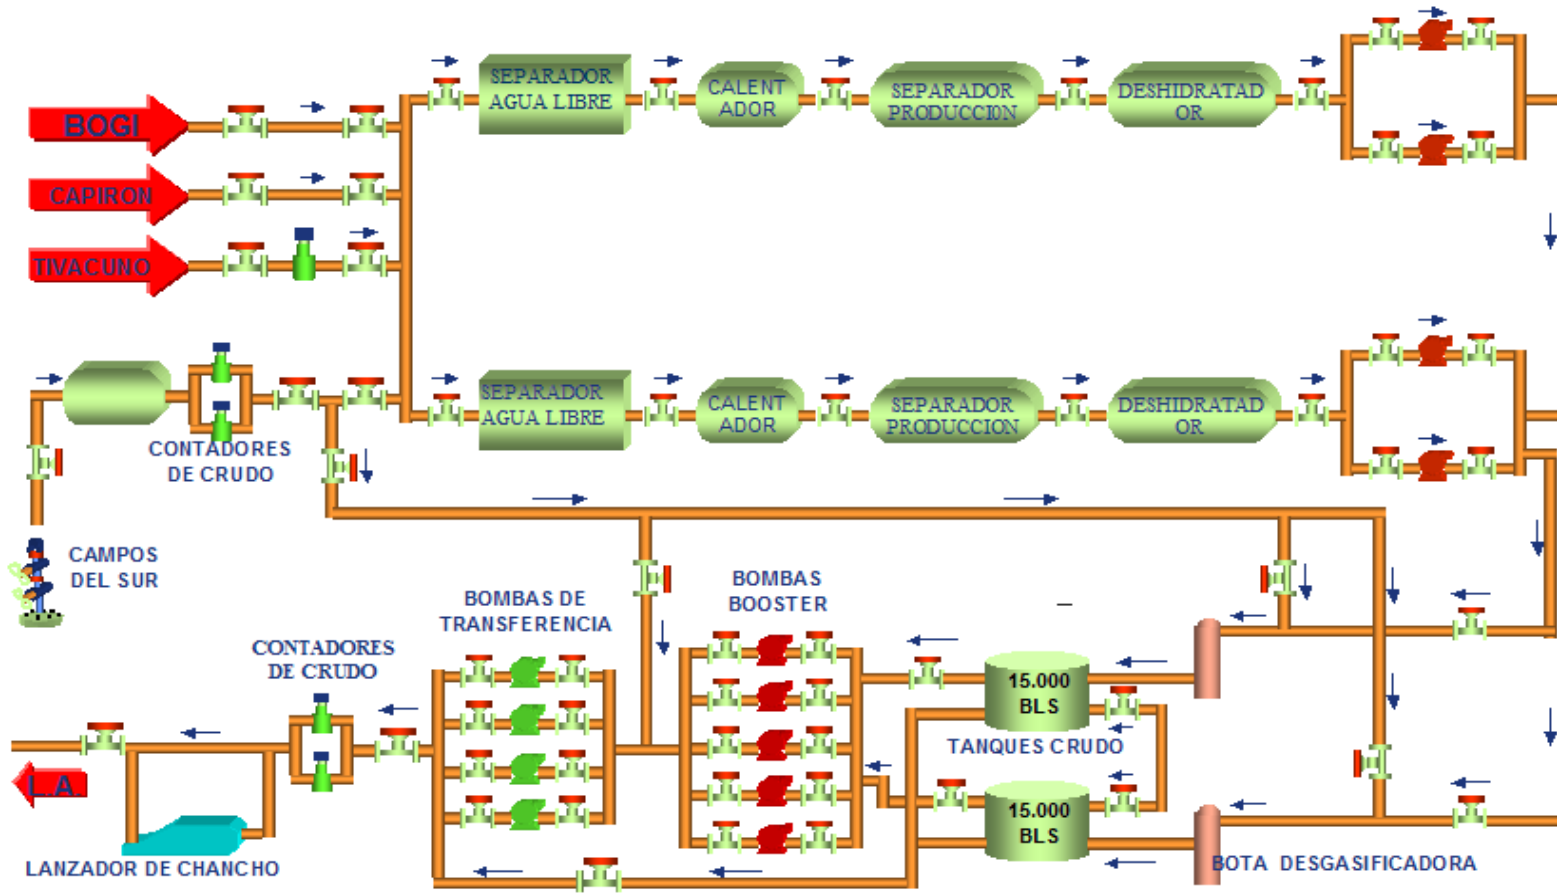 SEPARADOR
AGUA LIBRE
CALENT
ADOR
SEPARADOR
PRODUCCION
DESHIDRATAD
OR
BOGI
CAPIRON
TIVACUNO
SEPARADOR
AGUA LIBRE
CALENT
ADOR
SEPARADOR
PRODUCCION
DESHIDRATAD
OR
CONTADORES
DE CRUDO
CAMPOS
DEL SUR
BOMBAS DE
TRANSFERENCIA
BOMBAS
BOOSTER
CONTADORES
DE CRUDO
15.000
BLS
TANQUES CRUDO
15.000
BLS
L.A.
LANZADOR DE CHANCHO
BOTA DESGASIFICADORA